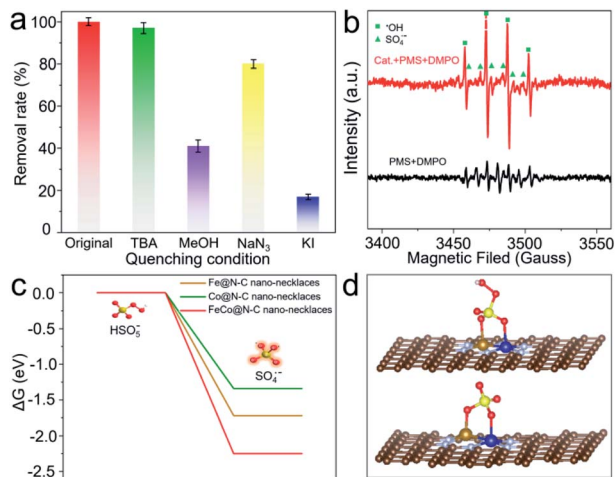 a
Removal rate (%)
100
80
60
40
20
0
Original TBA MeOH NaN₃ KI
Quenching condition
b
Intensity (a.u.)
•OH
SO₄•⁻
Cat.+PMS+DMPO
PMS+DMPO
3400 3450 3500 3550
Magnetic Filed (Gauss)
c
ΔG (eV)
0.0
-0.5
-1.0
-1.5
-2.0
-2.5
Fe@N-C nano-necklaces
Co@N-C nano-necklaces
FeCo@N-C nano-necklaces
HSO₅⁻
SO₄•⁻
d